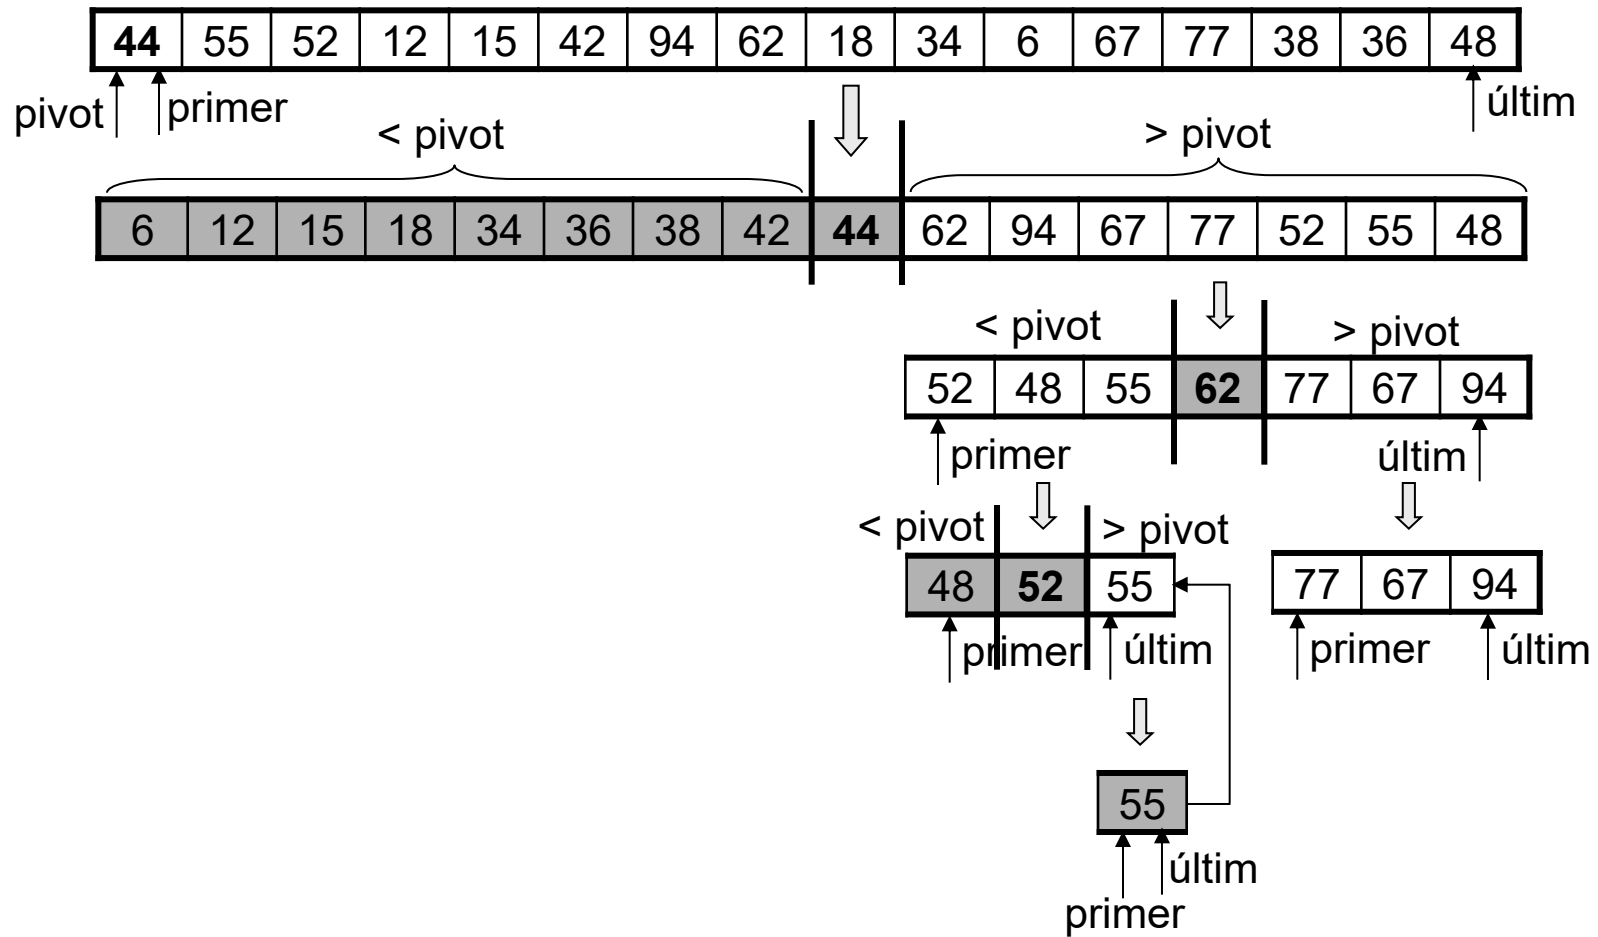 44 55 52 12 15 42 94 62 18 34 6 67 77 38 36 48
pivot primer últim
< pivot > pivot
6 12 15 18 34 36 38 42 44 62 94 67 77 52 55 48
< pivot > pivot
52 48 55 62 77 67 94
primer últim
< pivot > pivot
48 52 55 77 67 94
primer últim primer últim
55
últim
primer